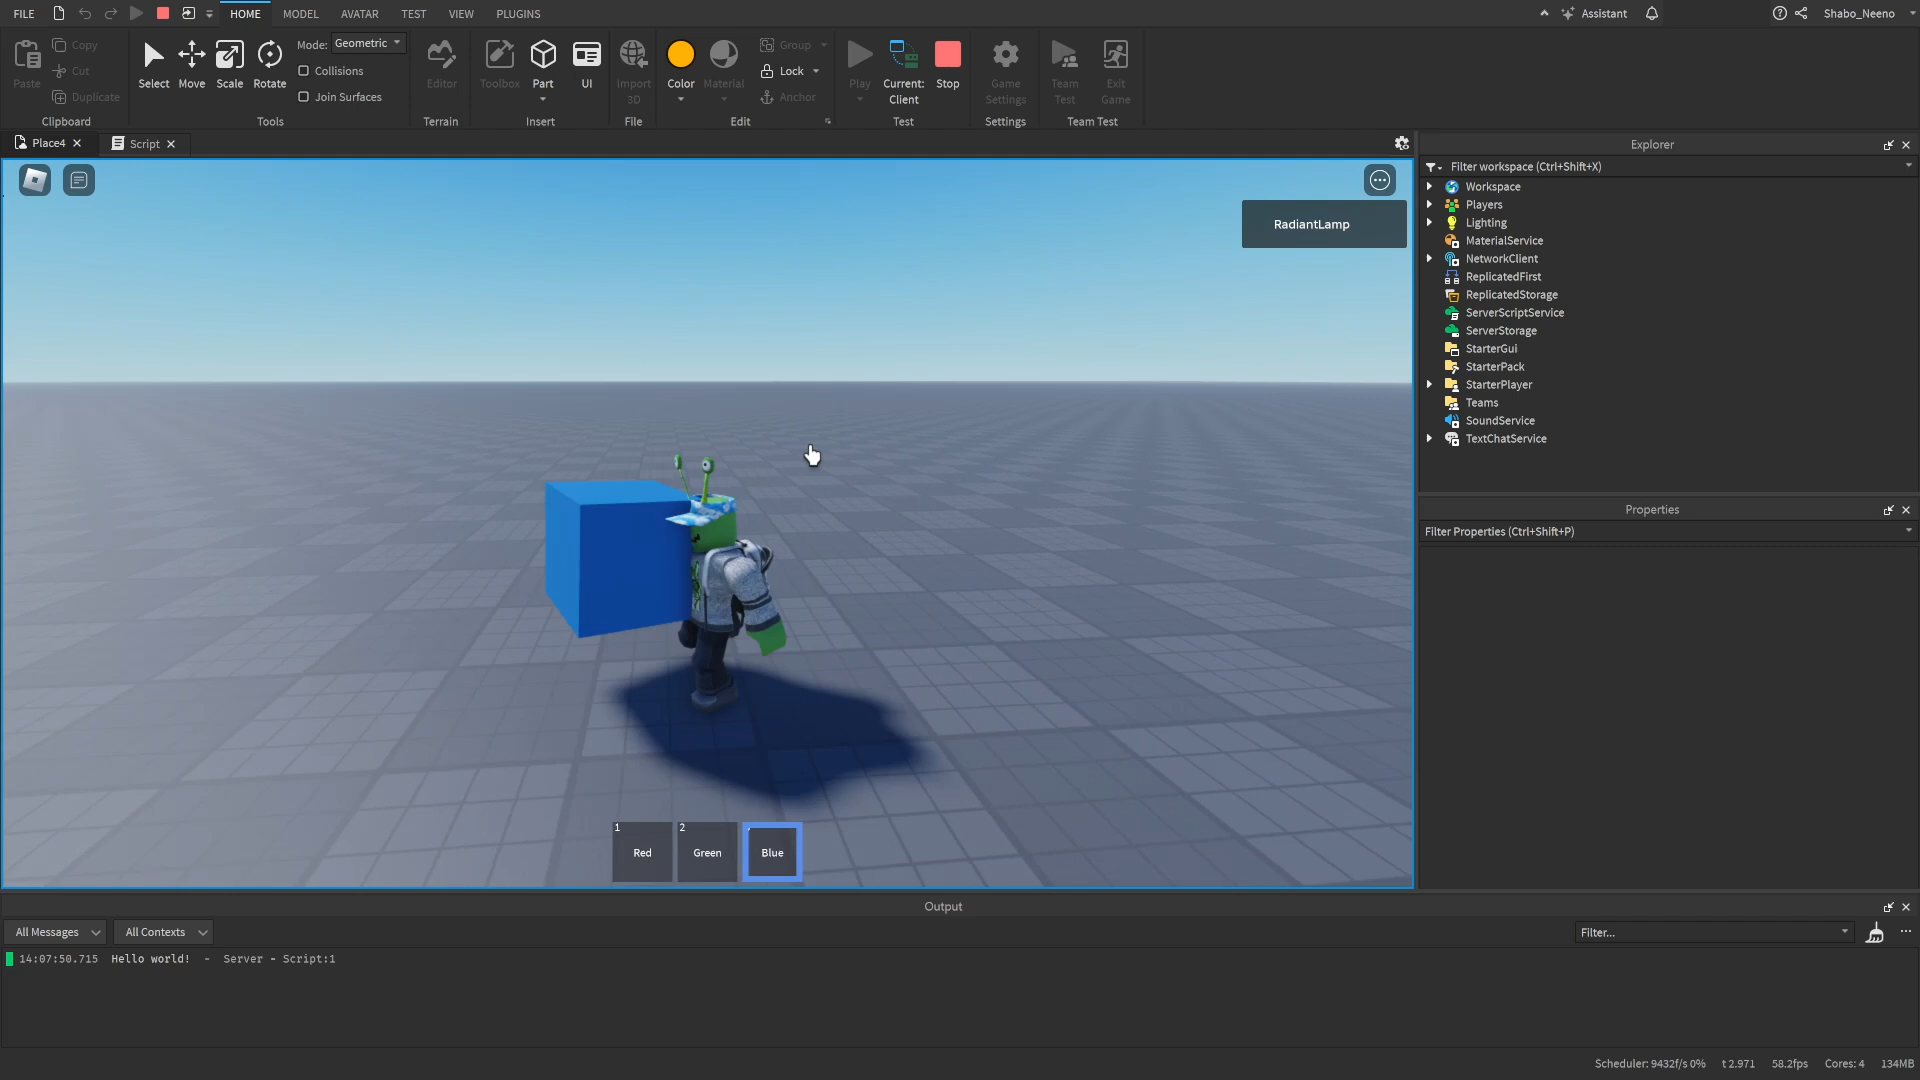 FILE HOME MODEL AVATAR TEST VIEW PLUGINS Assistant Shabo_Neeno
Paste
Copy
Cut
Duplicate
Clipboard
Select Move Scale Rotate
Mode: Geometric
Collisions
Join Surfaces
Tools
Editor
Terrain
Toolbox Part UI
Insert
Import 3D
File
Color Material
Group
Lock
Anchor
Edit
Play
Current: Client
Stop
Test
Game Settings
Settings
Team Test
Exit Game
Team Test
Place4 Script
RadiantLamp
1 Red
2 Green
Blue
Explorer
Filter workspace (Ctrl+Shift+X)
Workspace
Players
Lighting
MaterialService
NetworkClient
ReplicatedFirst
ReplicatedStorage
ServerScriptService
ServerStorage
StarterGui
StarterPack
StarterPlayer
Teams
SoundService
TextChatService
Properties
Filter Properties (Ctrl+Shift+P)
Output
All Messages All Contexts Filter...
14:07:50.715 Hello world! - Server - Script:1
Scheduler: 9432f/s 0% t 2.971 58.2fps Cores: 4 134MB